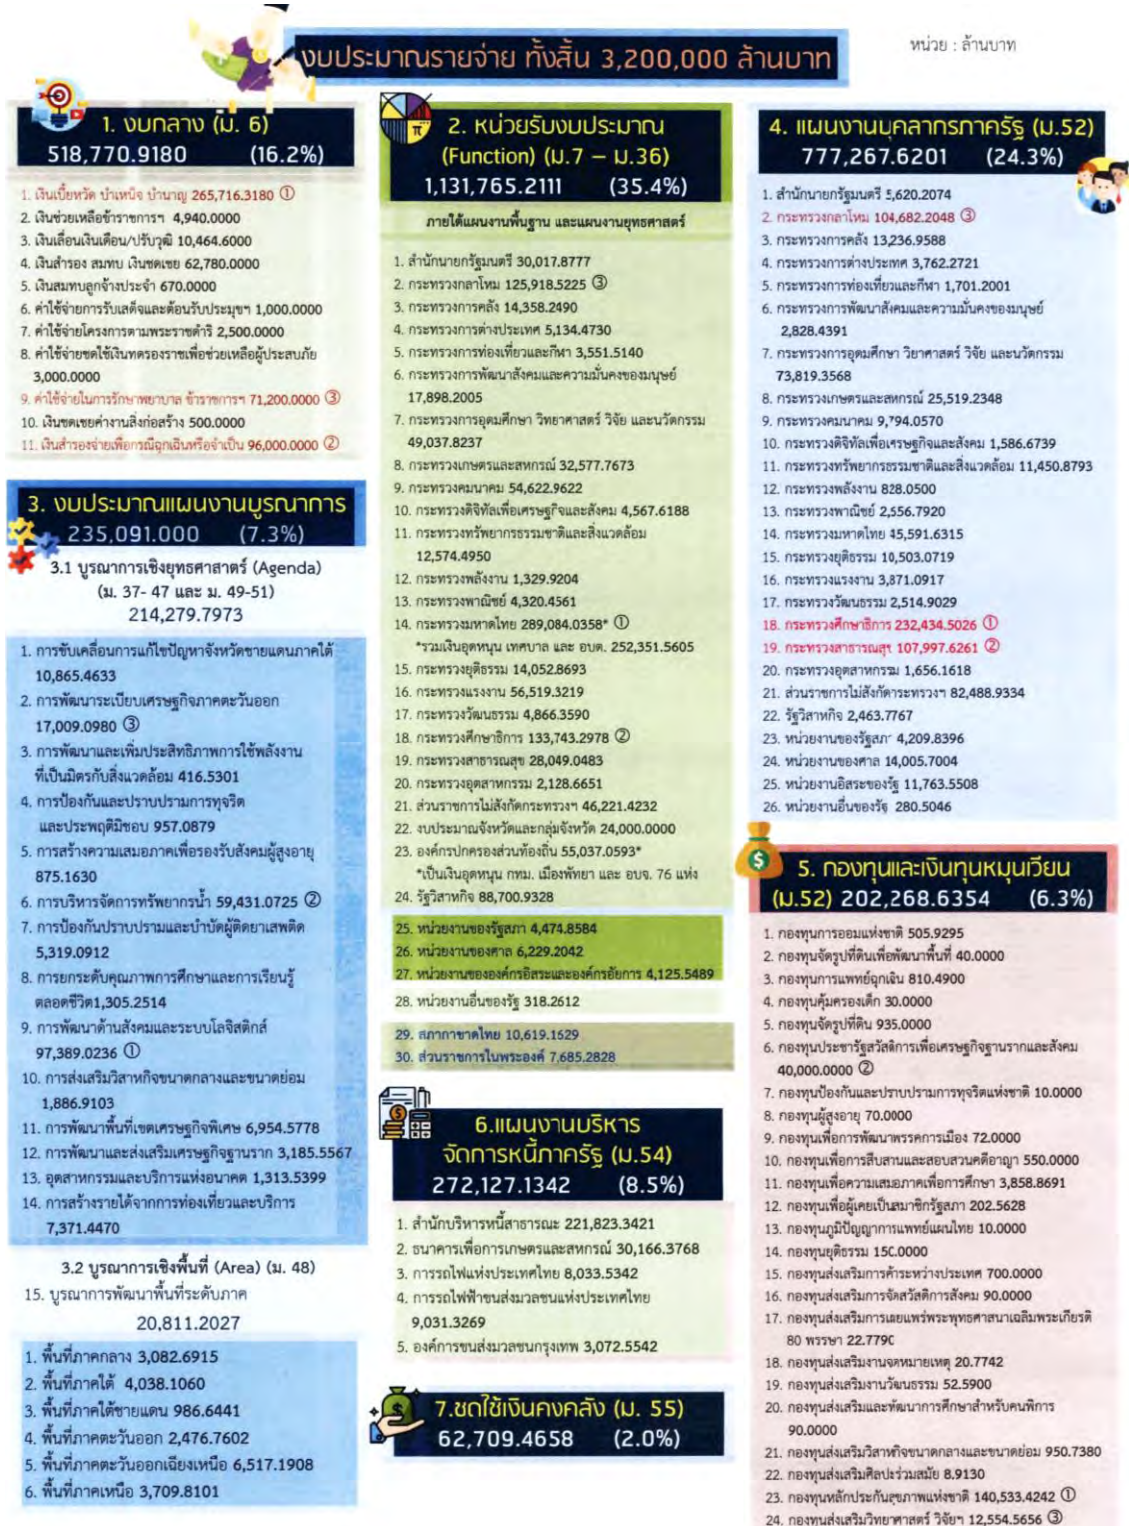 งบประมาณรายจ่าย ทั้งสิ้น 3,200,000 ล้านบาท
หน่วย : ล้านบาท
1. งบกลาง (ม. 6)
518,770.9180 (16.2%)
1. เงินเบี้ยหวัด บำเหน็จ บำนาญ 265,716.3180 ①
2. เงินช่วยเหลือข้าราชการฯ 4,940.0000
3. เงินเลื่อนเงินเดือน/ปรับวุฒิ 10,464.6000
4. เงินสำรอง สมทบ เงินชดเชย 62,780.0000
5. เงินสมทบลูกจ้างประจำ 670.0000
6. ค่าใช้จ่ายการรับเสด็จและต้อนรับประมุขฯ 1,000.0000
7. ค่าใช้จ่ายโครงการตามพระราชดำริ 2,500.0000
8. ค่าใช้จ่ายชดใช้เงินทดรองราชเพื่อช่วยเหลือผู้ประสบภัย
3,000.0000
9. ค่าใช้จ่ายในการรักษาพยาบาล ข้าราชการฯ 71,200.0000 ③
10. เงินชดเชยค่างานสิ่งก่อสร้าง 500.0000
11. เงินสำรองจ่ายเพื่อกรณีฉุกเฉินหรือจำเป็น 96,000.0000 ②
3. งบประมาณแผนงานบูรณาการ
235,091.000 (7.3%)
3.1 บูรณาการเชิงยุทธศาสาตร์ (Agenda)
(ม. 37- 47 และ ม. 49-51)
214,279.7973
1. การขับเคลื่อนการแก้ไขปัญหาจังหวัดชายแดนภาคใต้
10,865.4633
2. การพัฒนาระเบียบเศรษฐกิจภาคตะวันออก
17,009.0980 ③
3. การพัฒนาและเพิ่มประสิทธิภาพการใช้พลังงาน
ที่เป็นมิตรกับสิ่งแวดล้อม 416.5301
4. การป้องกันและปราบปรามการทุจริต
และประพฤติมิชอบ 957.0879
5. การสร้างความเสมอภาคเพื่อรองรับสังคมผู้สูงอายุ
875.1630
6. การบริหารจัดการทรัพยากรน้ำ 59,431.0725 ②
7. การป้องกันปราบปรามและบำบัดผู้ติดยาเสพติด
5,319.0912
8. การยกระดับคุณภาพการศึกษาและการเรียนรู้
ตลอดชีวิต1,305.2514
9. การพัฒนาด้านสังคมและระบบโลจิสติกส์
97,389.0236 ①
10. การส่งเสริมวิสาหกิจขนาดกลางและขนาดย่อม
1,886.9103
11. การพัฒนาพื้นที่เขตเศรษฐกิจพิเศษ 6,954.5778
12. การพัฒนาและส่งเสริมเศรษฐกิจฐานราก 3,185.5567
13. อุตสาหกรรมและบริการแห่งอนาคต 1,313.5399
14. การสร้างรายได้จากการท่องเที่ยวและบริการ
7,371.4470
3.2 บูรณาการเชิงพื้นที่ (Area) (ม. 48)
15. บูรณาการพัฒนาพื้นที่ระดับภาค
20,811.2027
1. พื้นที่ภาคกลาง 3,082.6915
2. พื้นที่ภาคใต้ 4,038.1060
3. พื้นที่ภาคใต้ชายแดน 986.6441
4. พื้นที่ภาคตะวันออก 2,476.7602
5. พื้นที่ภาคตะวันออกเฉียงเหนือ 6,517.1908
6. พื้นที่ภาคเหนือ 3,709.8101
2. หน่วยรับงบประมาณ
(Function) (ม.7 – ม.36)
1,131,765.2111 (35.4%)
ภายใต้แผนงานพื้นฐาน และแผนงานยุทธศาสตร์
1. สำนักนายกรัฐมนตรี 30,017.8777
2. กระทรวงกลาโหม 125,918.5225 ③
3. กระทรวงการคลัง 14,358.2490
4. กระทรวงการต่างประเทศ 5,134.4730
5. กระทรวงการท่องเที่ยวและกีฬา 3,551.5140
6. กระทรวงการพัฒนาสังคมและความมั่นคงของมนุษย์
17,898.2005
7. กระทรวงการอุดมศึกษา วิทยาศาสตร์ วิจัย และนวัตกรรม
49,037.8237
8. กระทรวงเกษตรและสหกรณ์ 32,577.7673
9. กระทรวงคมนาคม 54,622.9622
10. กระทรวงดิจิทัลเพื่อเศรษฐกิจและสังคม 4,567.6188
11. กระทรวงทรัพยากรธรรมชาติและสิ่งแวดล้อม
12,574.4950
12. กระทรวงพลังงาน 1,329.9204
13. กระทรวงพาณิชย์ 4,320.4561
14. กระทรวงมหาดไทย 289,084.0358* ①
*รวมเงินอุดหนุน เทศบาล และ อบต. 252,351.5605
15. กระทรวงยุติธรรม 14,052.8693
16. กระทรวงแรงงาน 56,519.3219
17. กระทรวงวัฒนธรรม 4,866.3590
18. กระทรวงศึกษาธิการ 133,743.2978 ②
19. กระทรวงสาธารณสุข 28,049.0483
20. กระทรวงอุตสาหกรรม 2,128.6651
21. ส่วนราชการไม่สังกัดกระทรวงฯ 46,221.4232
22. งบประมาณจังหวัดและกลุ่มจังหวัด 24,000.0000
23. องค์กรปกครองส่วนท้องถิ่น 55,037.0593*
*เป็นเงินอุดหนุน กทม. เมืองพัทยา และ อบจ. 76 แห่ง
24. รัฐวิสาหกิจ 88,700.9328
25. หน่วยงานของรัฐสภา 4,474.8584
26. หน่วยงานของศาล 6,229.2042
27. หน่วยงานขององค์กรอิสระและองค์กรอัยการ 4,125.5489
28. หน่วยงานอื่นของรัฐ 318.2612
29. สภากาชาดไทย 10,619.1629
30. ส่วนราชการในพระองค์ 7,685.2828
6.แผนงานบริหาร
จัดการหนี้ภาครัฐ (ม.54)
272,127.1342 (8.5%)
1. สำนักบริหารหนี้สาธารณะ 221,823.3421
2. ธนาคารเพื่อการเกษตรและสหกรณ์ 30,166.3768
3. การรถไฟแห่งประเทศไทย 8,033.5342
4. การรถไฟฟ้าขนส่งมวลชนแห่งประเทศไทย
9,031.3269
5. องค์การขนส่งมวลชนกรุงเทพ 3,072.5542
7.ชดใช้เงินคงคลัง (ม. 55)
62,709.4658 (2.0%)
4. แผนงานบุคลากรภาครัฐ (ม.52)
777,267.6201 (24.3%)
1. สำนักนายกรัฐมนตรี 5,620.2074
2. กระทรวงกลาโหม 104,682.2048 ③
3. กระทรวงการคลัง 13,236.9588
4. กระทรวงการต่างประเทศ 3,762.2721
5. กระทรวงการท่องเที่ยวและกีฬา 1,701.2001
6. กระทรวงการพัฒนาสังคมและความมั่นคงของมนุษย์
2,828.4391
7. กระทรวงการอุดมศึกษา วิยาศาสตร์ วิจัย และนวัตกรรม
73,819.3568
8. กระทรวงเกษตรและสหกรณ์ 25,519.2348
9. กระทรวงคมนาคม 9,794.0570
10. กระทรวงดิจิทัลเพื่อเศรษฐกิจและสังคม 1,586.6739
11. กระทรวงทรัพยากรธรรมชาติและสิ่งแวดล้อม 11,450.8793
12. กระทรวงพลังงาน 828.0500
13. กระทรวงพาณิชย์ 2,556.7920
14. กระทรวงมหาดไทย 45,591.6315
15. กระทรวงยุติธรรม 10,503.0719
16. กระทรวงแรงงาน 3,871.0917
17. กระทรวงวัฒนธรรม 2,514.9029
18. กระทรวงศึกษาธิการ 232,434.5026 ①
19. กระทรวงสาธารณสุข 107,997.6261 ②
20. กระทรวงอุตสาหกรรม 1,656.1618
21. ส่วนราชการไม่สังกัดาระทรวงฯ 82,488.9334
22. รัฐวิสาหกิจ 2,463.7767
23. หน่วยงานของรัฐสภา 4,209.8396
24. หน่วยงานของศาล 14,005.7004
25. หน่วยงานอิสระของรัฐ 11,763.5508
26. หน่วยงานอื่นของรัฐ 280.5046
5. กองทุนและเงินทุนหมุนเวียน
(ม.52) 202,268.6354 (6.3%)
1. กองทุนการออมแห่งชาติ 505.9295
2. กองทุนจัดรูปที่ดินเพื่อพัฒนาพื้นที่ 40.0000
3. กองทุนการแพทย์ฉุกเฉิน 810.4900
4. กองทุนคุ้มครองเด็ก 30.0000
5. กองทุนจัดรูปที่ดิน 935.0000
6. กองทุนประชารัฐสวัสดิการเพื่อเศรษฐกิจฐานรากและสังคม
40,000.0000 ②
7. กองทุนป้องกันและปราบปรามการทุจริตแห่งชาติ 10.0000
8. กองทุนผู้สูงอายุ 70.0000
9. กองทุนเพื่อการพัฒนาพรรคการเมือง 72.0000
10. กองทุนเพื่อการสืบสานและสอบสวนคดีอาญา 550.0000
11. กองทุนเพื่อความเสมอภาคเพื่อการศึกษา 3,858.8691
12. กองทุนเพื่อผู้เคยเป็นสมาชิกรัฐสภา 202.5628
13. กองทุนภูมิปัญญาการแพทย์แผนไทย 10.0000
14. กองทุนยุติธรรม 150.0000
15. กองทุนส่งเสริมการค้าระหว่างประเทศ 700.0000
16. กองทุนส่งเสริมการจัดสวัสดิการสังคม 90.0000
17. กองทุนส่งเสริมการเผยแพร่พระพุทธศาสนาเฉลิมพระเกียรติ
80 พรรษา 22.7790
18. กองทุนส่งเสริมงานจดหมายเหตุ 20.7742
19. กองทุนส่งเสริมงานวัฒนธรรม 52.5900
20. กองทุนส่งเสริมและพัฒนาการศึกษาสำหรับคนพิการ
90.0000
21. กองทุนส่งเสริมวิสาหกิจขนาดกลางและขนาดย่อม 950.7380
22. กองทุนส่งเสริมศิลปะร่วมสมัย 8.9130
23. กองทุนหลักประกันสุขภาพแห่งชาติ 140,533.4242 ①
24. กองทุนส่งเสริมวิทยาศาสตร์ วิจัยฯ 12,554.5656 ③